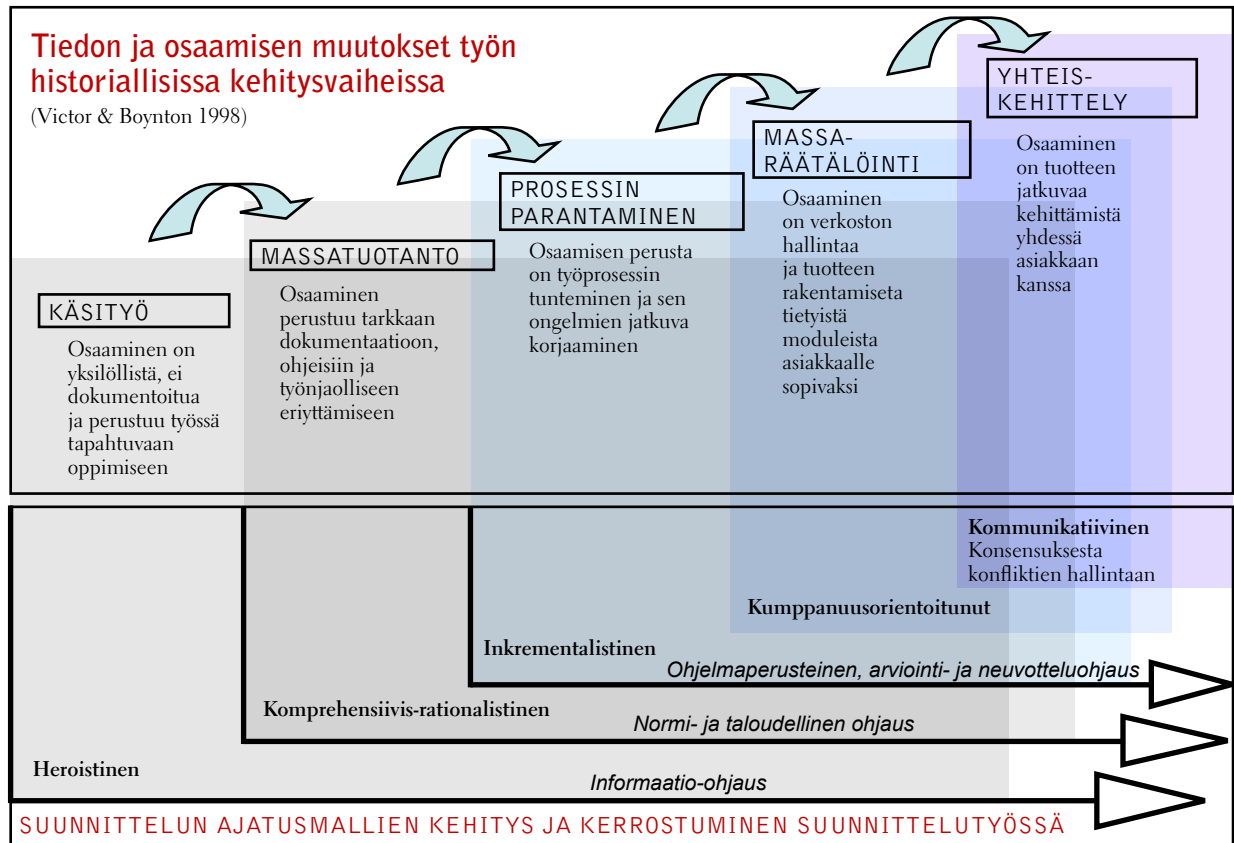 Tiedon ja osaamisen muutokset työn
historiallisissa kehitysvaiheissa
(Victor & Boynton 1998)
KÄSITYÖ
Osaaminen on
yksilöllistä, ei
dokumentoitua
ja perustuu työssä
tapahtuvaan
oppimiseen
MASSATUOTANTO
Osaaminen
perustuu tarkkaan
dokumentaatioon,
ohjeisiin ja
työnjaolliseen
eriyttämiseen
PROSESSIN
PARANTAMINEN
Osaamisen perusta
on työprosessin
tunteminen ja sen
ongelmien jatkuva
korjaaminen
MASSA-
RÄÄTÄLÖINTI
Osaaminen
on verkoston
hallintaa
ja tuotteen
rakentamiseta
tietyistä
moduleista
asiakkaalle
sopivaksi
YHTEIS-
KEHITTELY
Osaaminen
on tuotteen
jatkuvaa
kehittämistä
yhdessä
asiakkaan
kanssa
Kommunikatiivinen
Konsensuksesta
konfliktien hallintaan
Kumppanuusorientoitunut
Inkrementalistinen
Ohjelmaperusteinen, arviointi- ja neuvotteluohjaus
Komprehensiivis-rationalistinen
Normi- ja taloudellinen ohjaus
Heroistinen
Informaatio-ohjaus
SUUNNITTELUN AJATUSMALLIEN KEHITYS JA KERROSTUMINEN SUUNNITTELUTYÖSSÄ